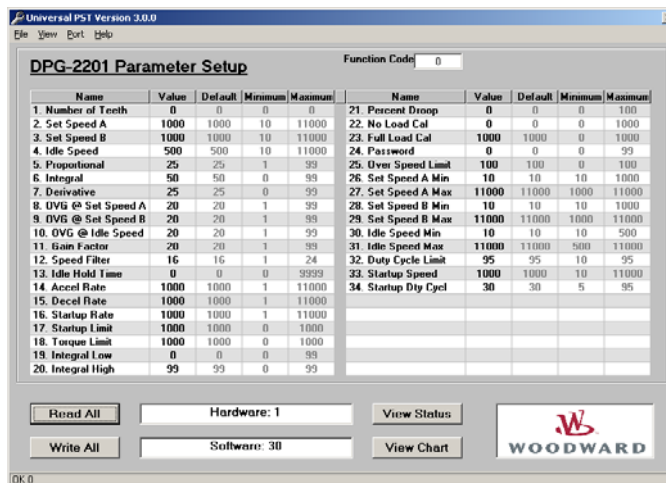 Universal PST Version 3.0.0
File View Port Help
DPG-2201 Parameter Setup
Function Code 0
Name Value Default Minimum Maximum
1. Number of Teeth 0 0 0 0
2. Set Speed A 1000 1000 10 11000
3. Set Speed B 1000 1000 10 11000
4. Idle Speed 500 500 10 11000
5. Proportional 25 25 1 99
6. Integral 50 50 0 99
7. Derivative 25 25 0 99
8. OVG @ Set Speed A 20 20 1 99
9. OVG @ Set Speed B 20 20 1 99
10. OVG @ Idle Speed 20 20 1 99
11. Gain Factor 20 20 1 99
12. Speed Filter 16 16 1 24
13. Idle Hold Time 0 0 0 9999
14. Accel Rate 1000 1000 1 11000
15. Decel Rate 1000 1000 1 11000
16. Startup Rate 1000 1000 1 11000
17. Startup Limit 1000 1000 0 1000
18. Torque Limit 1000 1000 0 1000
19. Integral Low 0 0 0 99
20. Integral High 99 99 0 99
Name Value Default Minimum Maximum
21. Percent Droop 0 0 0 100
22. No Load Cal 0 0 0 1000
23. Full Load Cal 1000 1000 0 1000
24. Password 0 0 0 99
25. Over Speed Limit 100 100 0 100
26. Set Speed A Min 10 10 10 1000
27. Set Speed A Max 11000 11000 1000 11000
28. Set Speed B Min 10 10 10 1000
29. Set Speed B Max 11000 11000 1000 11000
30. Idle Speed Min 10 10 10 500
31. Idle Speed Max 11000 11000 500 11000
32. Duty Cycle Limit 95 95 10 95
33. Startup Speed 1000 1000 10 11000
34. Startup Dty Cycl 30 30 5 95
Read All
Hardware: 1
View Status
Write All
Software: 30
View Chart
WOODWARD
OK 0